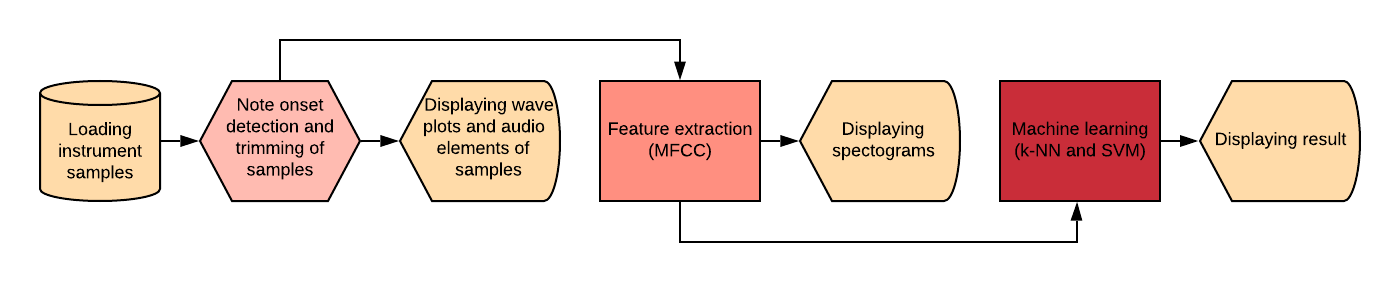 Loading
instrument
samples
Note onset
detection and
trimming of
samples
Displaying wave
plots and audio
elements of
samples
Feature extraction
(MFCC)
Displaying
spectograms
Machine learning
(k-NN and SVM)
Displaying result